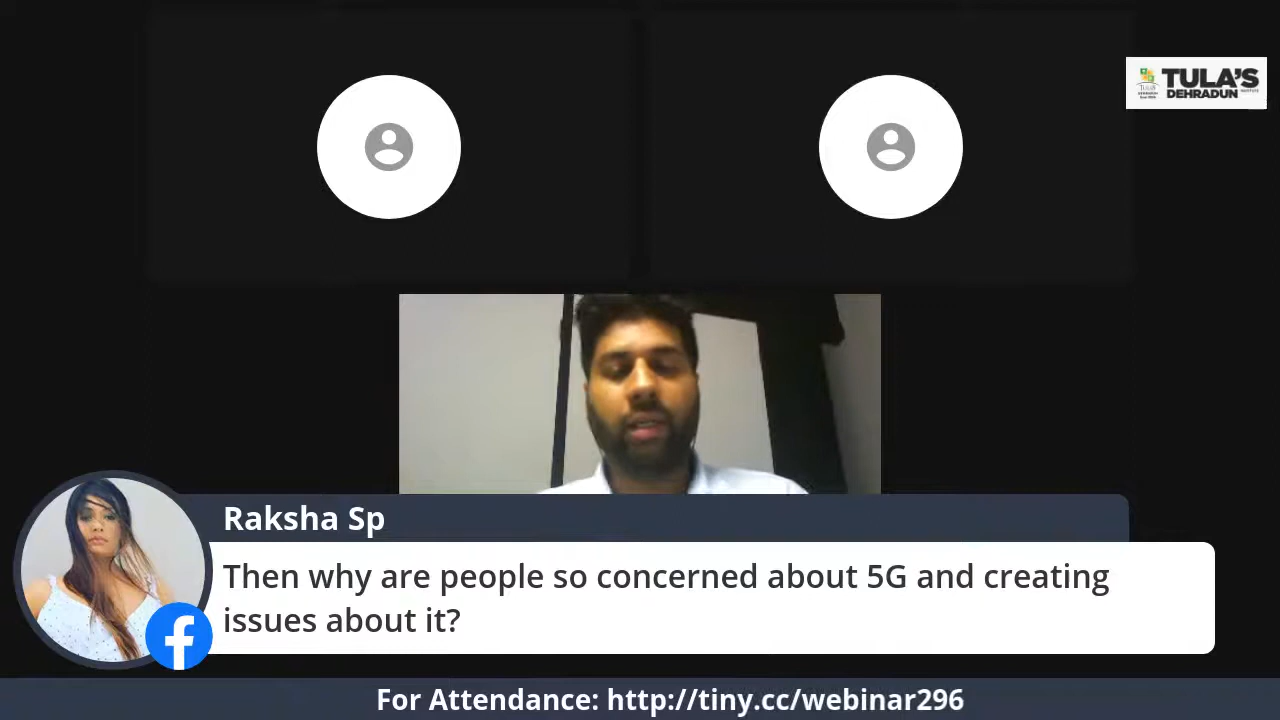 TULA'S
DEHRADUN
Raksha Sp
Then why are people so concerned about 5G and creating
issues about it?
For Attendance: http://tiny.cc/webinar296